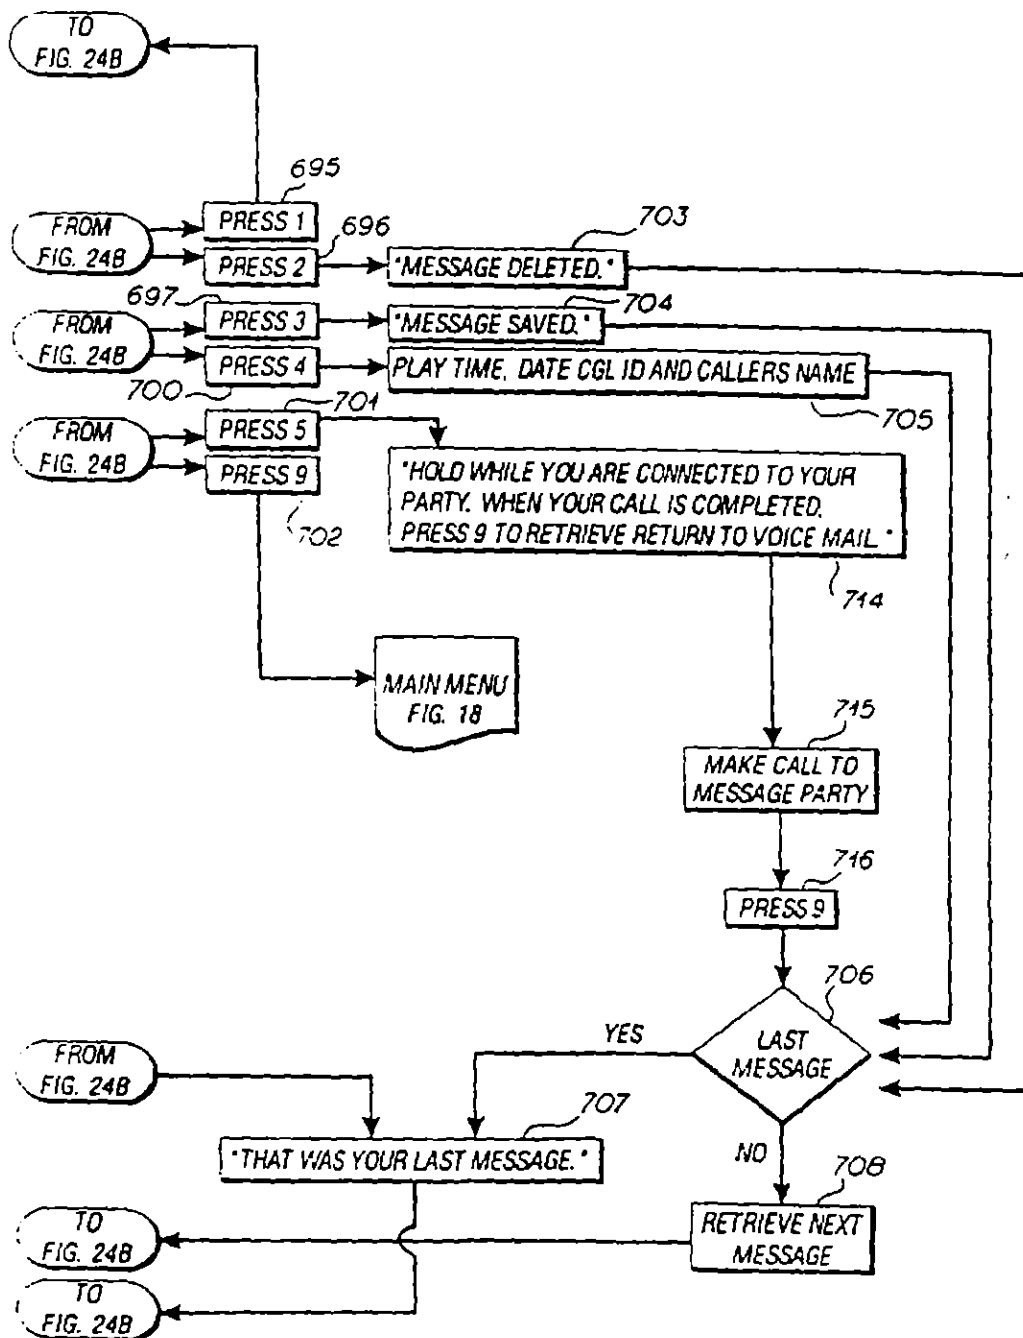 TO
FIG. 24B
695
FROM
FIG. 24B
PRESS 1
696
703
PRESS 2
"MESSAGE DELETED."
697
704
FROM
FIG. 24B
PRESS 3
"MESSAGE SAVED."
PRESS 4
PLAY TIME. DATE CGL ID AND CALLERS NAME
700
701
705
FROM
FIG. 24B
PRESS 5
PRESS 9
702
"HOLD WHILE YOU ARE CONNECTED TO YOUR
PARTY. WHEN YOUR CALL IS COMPLETED.
PRESS 9 TO RETRIEVE RETURN TO VOICE MAIL."
714
MAIN MENU
FIG. 18
715
MAKE CALL TO
MESSAGE PARTY
716
PRESS 9
706
LAST
MESSAGE
YES
FROM
FIG. 24B
707
"THAT WAS YOUR LAST MESSAGE."
NO
708
RETRIEVE NEXT
MESSAGE
TO
FIG. 24B
TO
FIG. 24B